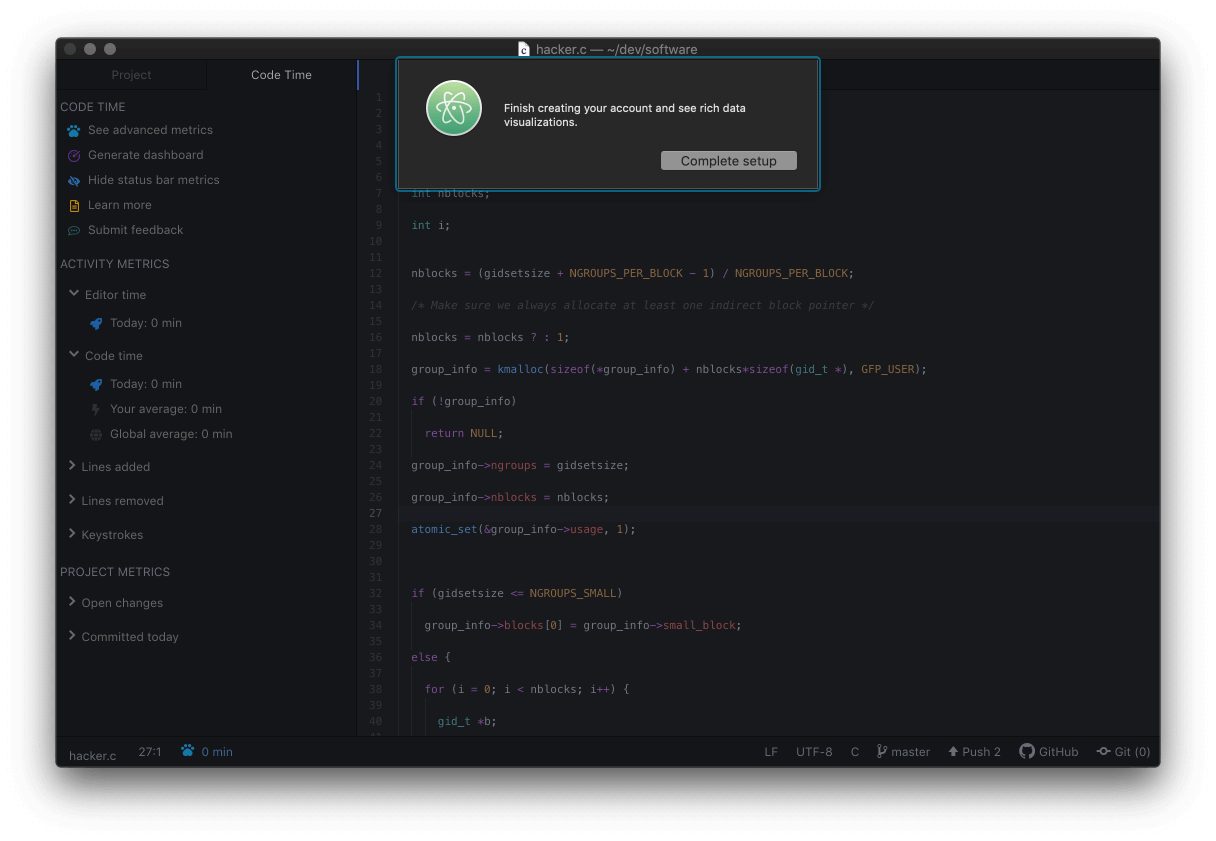 c hacker.c — ~/dev/software
Project
Code Time
CODE TIME
See advanced metrics
Generate dashboard
Hide status bar metrics
Learn more
Submit feedback
ACTIVITY METRICS
Editor time
Today: 0 min
Code time
Today: 0 min
Your average: 0 min
Global average: 0 min
Lines added
Lines removed
Keystrokes
PROJECT METRICS
Open changes
Committed today
Finish creating your account and see rich data
visualizations.
Complete setup
1
2
3
4
5
6
7 int nblocks;
8
9 int i;
10
11
12 nblocks = (gidsetsize + NGROUPS_PER_BLOCK - 1) / NGROUPS_PER_BLOCK;
13
14 /* Make sure we always allocate at least one indirect block pointer */
15
16 nblocks = nblocks ? : 1;
17
18 group_info = kmalloc(sizeof(*group_info) + nblocks*sizeof(gid_t *), GFP_USER);
19
20 if (!group_info)
21
22 return NULL;
23
24 group_info->ngroups = gidsetsize;
25
26 group_info->nblocks = nblocks;
27
28 atomic_set(&group_info->usage, 1);
29
30
31
32 if (gidsetsize <= NGROUPS_SMALL)
33
34 group_info->blocks[0] = group_info->small_block;
35
36 else {
37
38 for (i = 0; i < nblocks; i++) {
39
40 gid_t *b;
hacker.c 27:1 0 min LF UTF-8 C master Push 2 GitHub Git (0)